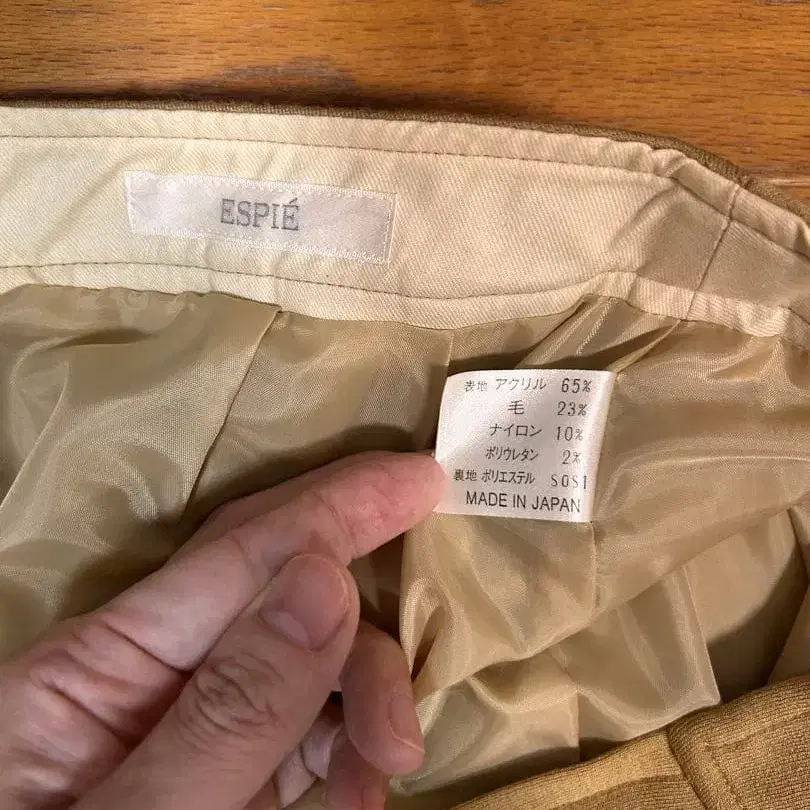 ESPIÉ
表地 アクリル 65%
毛 23%
ナイロン 10%
ポリウレタン 2%
裏地 ポリエステル S0S1
MADE IN JAPAN